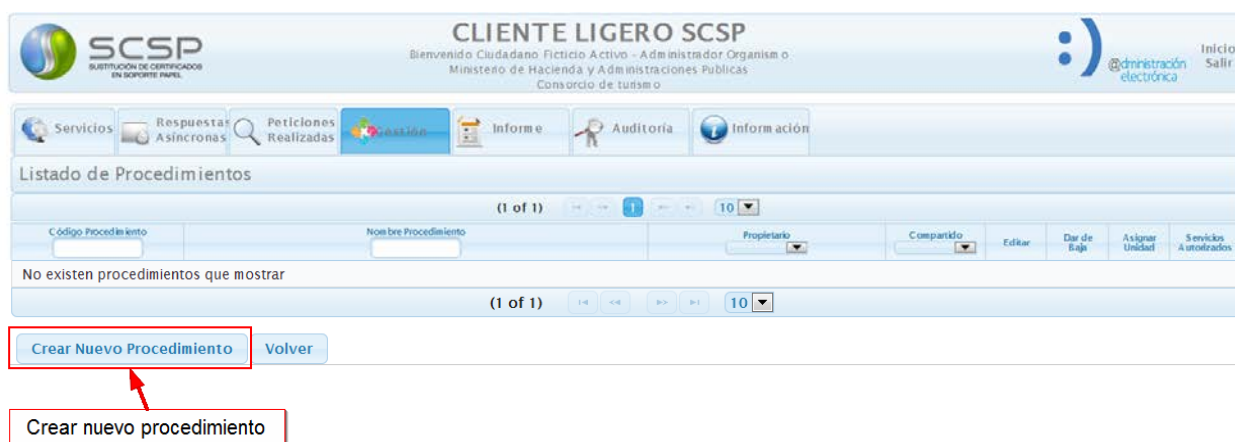 SCSP
SUSTITUCIÓN DE CERTIFICADOS
EN SOPORTE PAPEL
CLIENTE LIGERO SCSP
Bienvenido Ciudadano Ficticio Activo - Administrador Organismo
Ministerio de Hacienda y Administraciones Publicas
Consorcio de turismo
:)
@dministración
electrónica
Inicio
Salir
Servicios
Respuestas
Asíncronas
Peticiones
Realizadas
Gestión
Informe
Auditoría
Información
Listado de Procedimientos
(1 of 1) 1 10
Código Procedimiento
Nombre Procedimiento
Propietario
Compartido
Editar
Dar de
Baja
Asignar
Unidad
Servicios
Autorizados
No existen procedimientos que mostrar
(1 of 1) 10
Crear Nuevo Procedimiento
Volver
Crear nuevo procedimiento